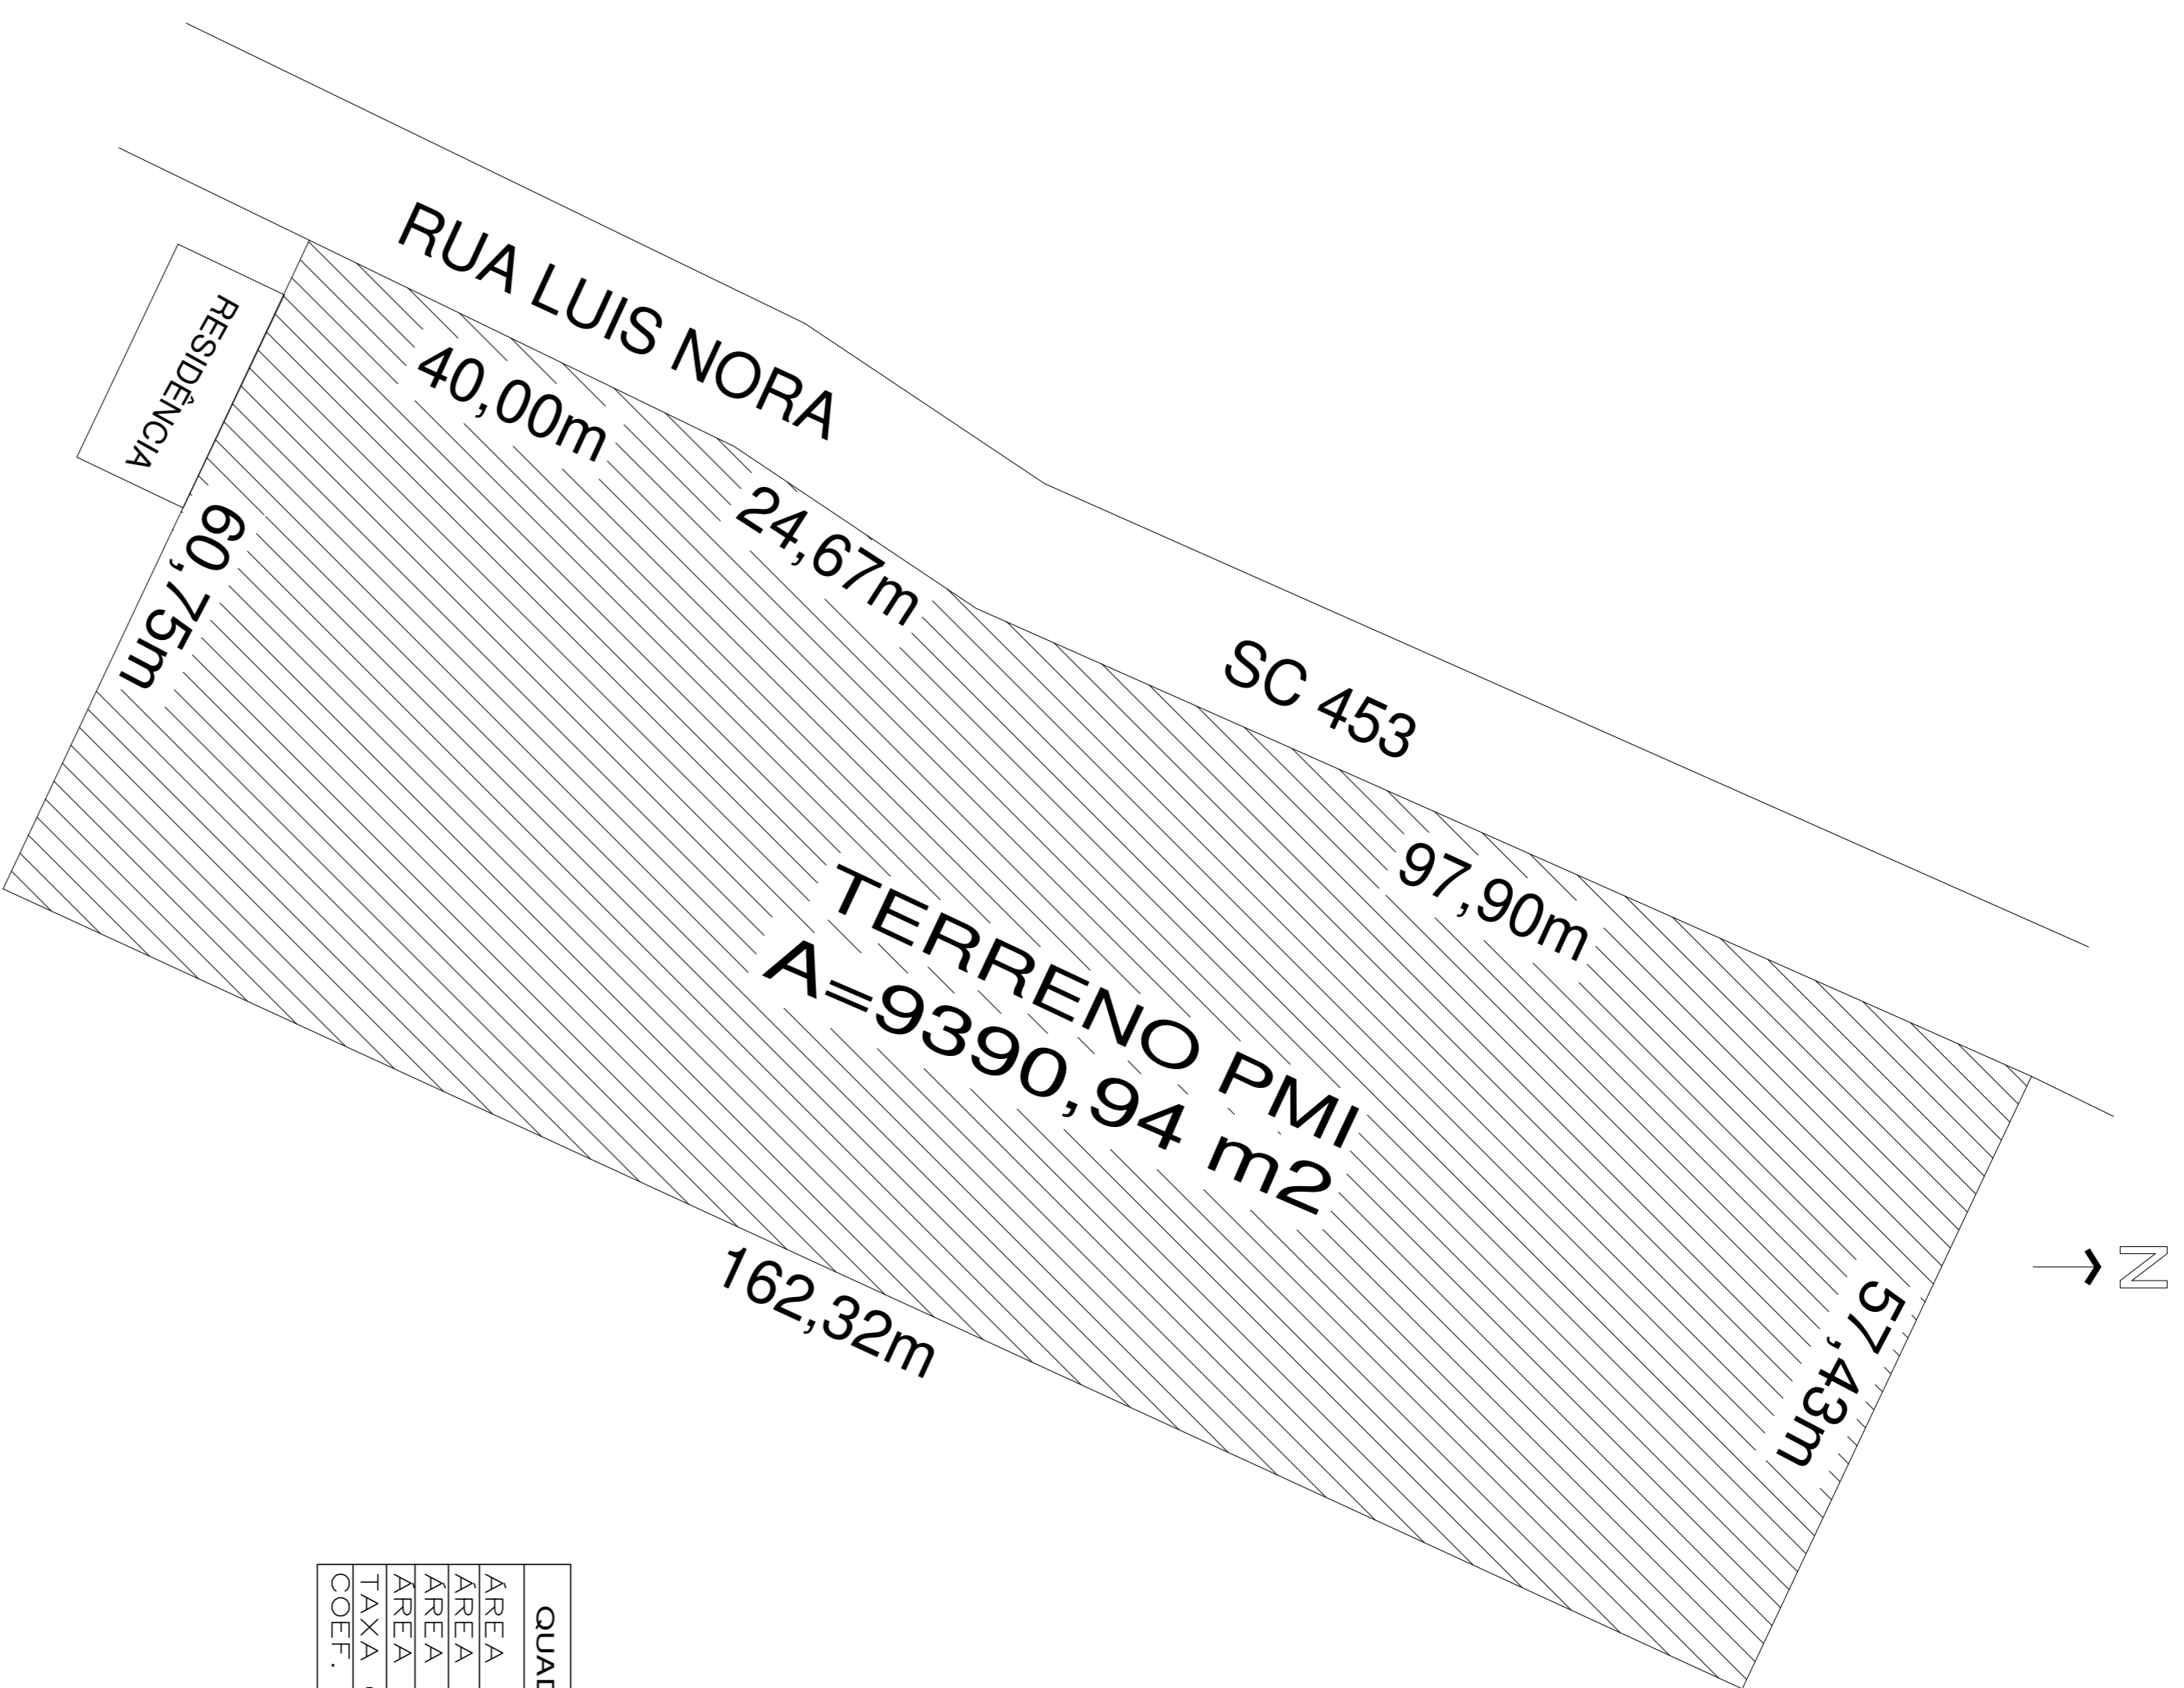 RUA LUIS NORA
RESIDÊNCIA
40,00m
24,67m
60,75m
SC 453
97,90m
TERRENO PMI
A=9390,94 m2
162,32m
57,43m
N
ÁREA
ÁREA
ÁREA
ÁREA
TAXA
COEF.